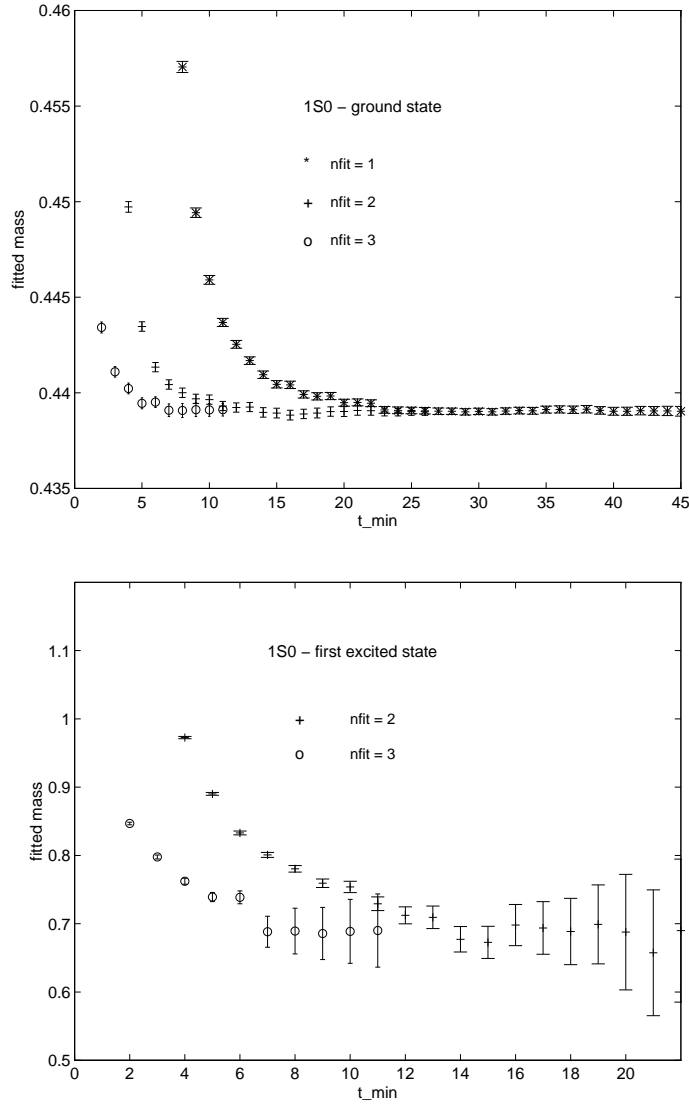 0.46
0.455
0.45
0.445
0.44
0.435
fitted mass
1S0 – ground state
* nfit = 1
+ nfit = 2
o nfit = 3
0 5 10 15 20 25 30 35 40 45
t_min
1.1
1
0.9
0.8
0.7
0.6
0.5
fitted mass
1S0 – first excited state
+ nfit = 2
o nfit = 3
0 2 4 6 8 10 12 14 16 18 20
t_min